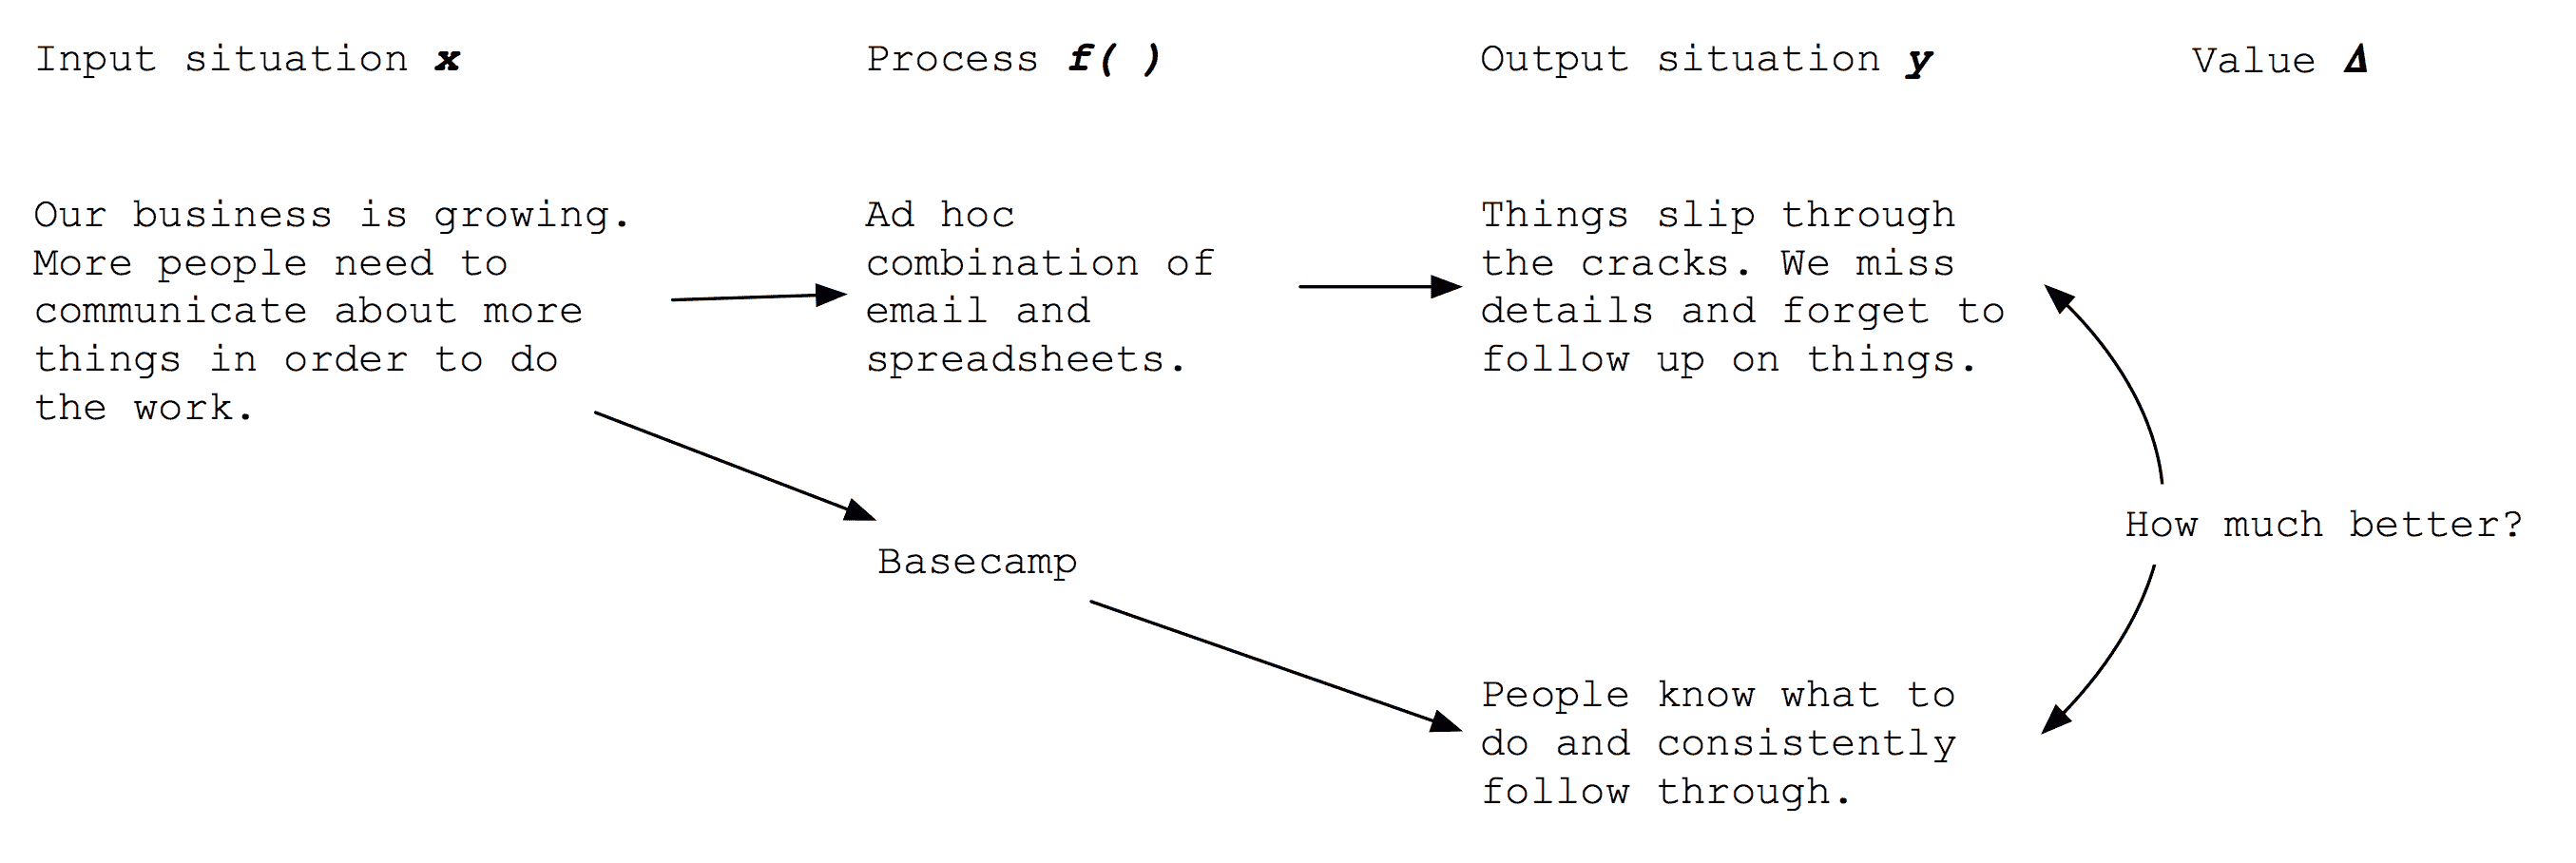 Input situation x
Process f( )
Output situation y
Value Δ
Our business is growing.
More people need to
communicate about more
things in order to do
the work.
Ad hoc
combination of
email and
spreadsheets.
Things slip through
the cracks. We miss
details and forget to
follow up on things.
How much better?
Basecamp
People know what to
do and consistently
follow through.